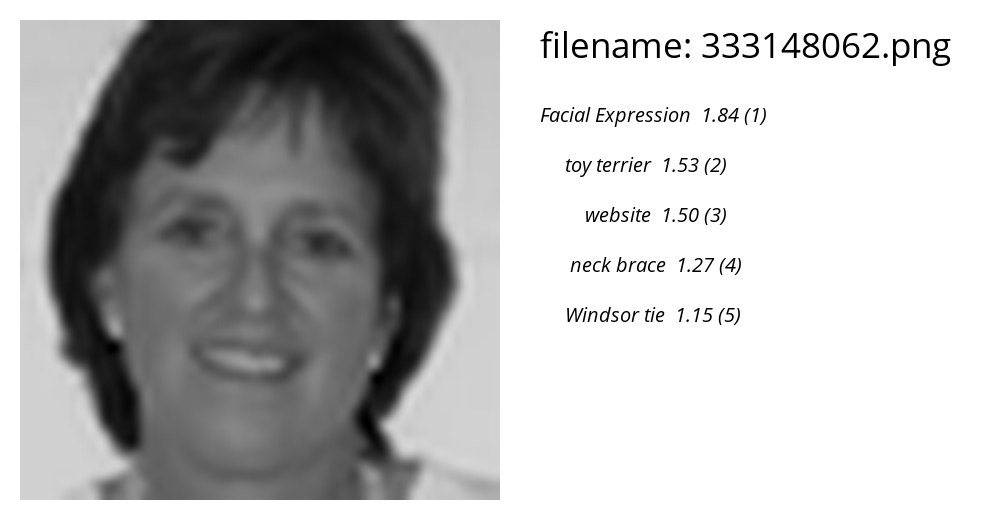 filename: 333148062.png
Facial Expression 1.84 (1)
toy terrier 1.53 (2)
website 1.50 (3)
neck brace 1.27 (4)
Windsor tie 1.15 (5)